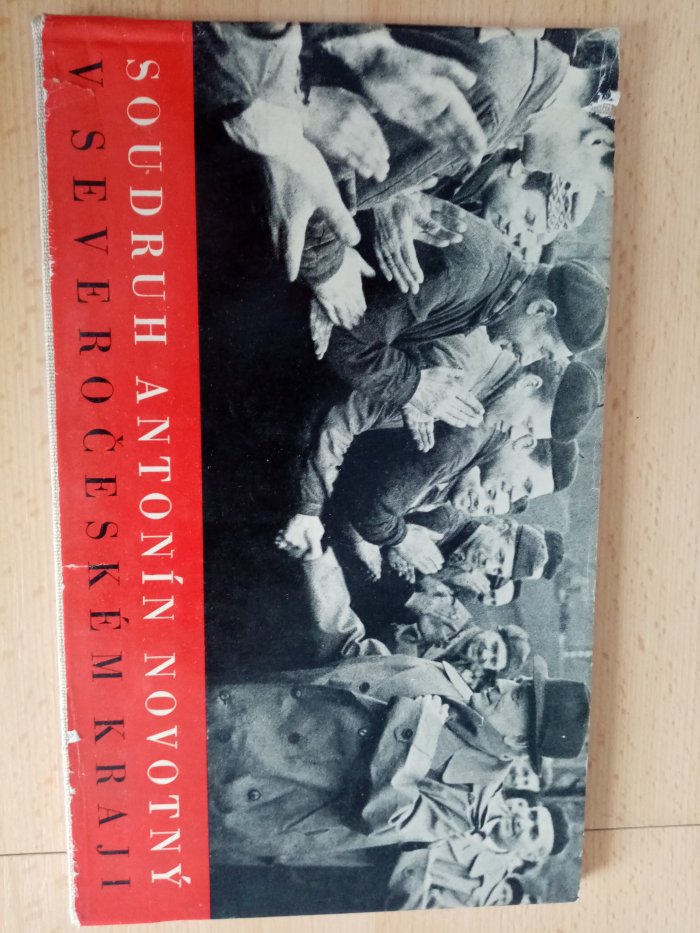 SOUDRUH ANTONÍN NOVOTNÝ
V SEVEROČESKÉM KRAJI